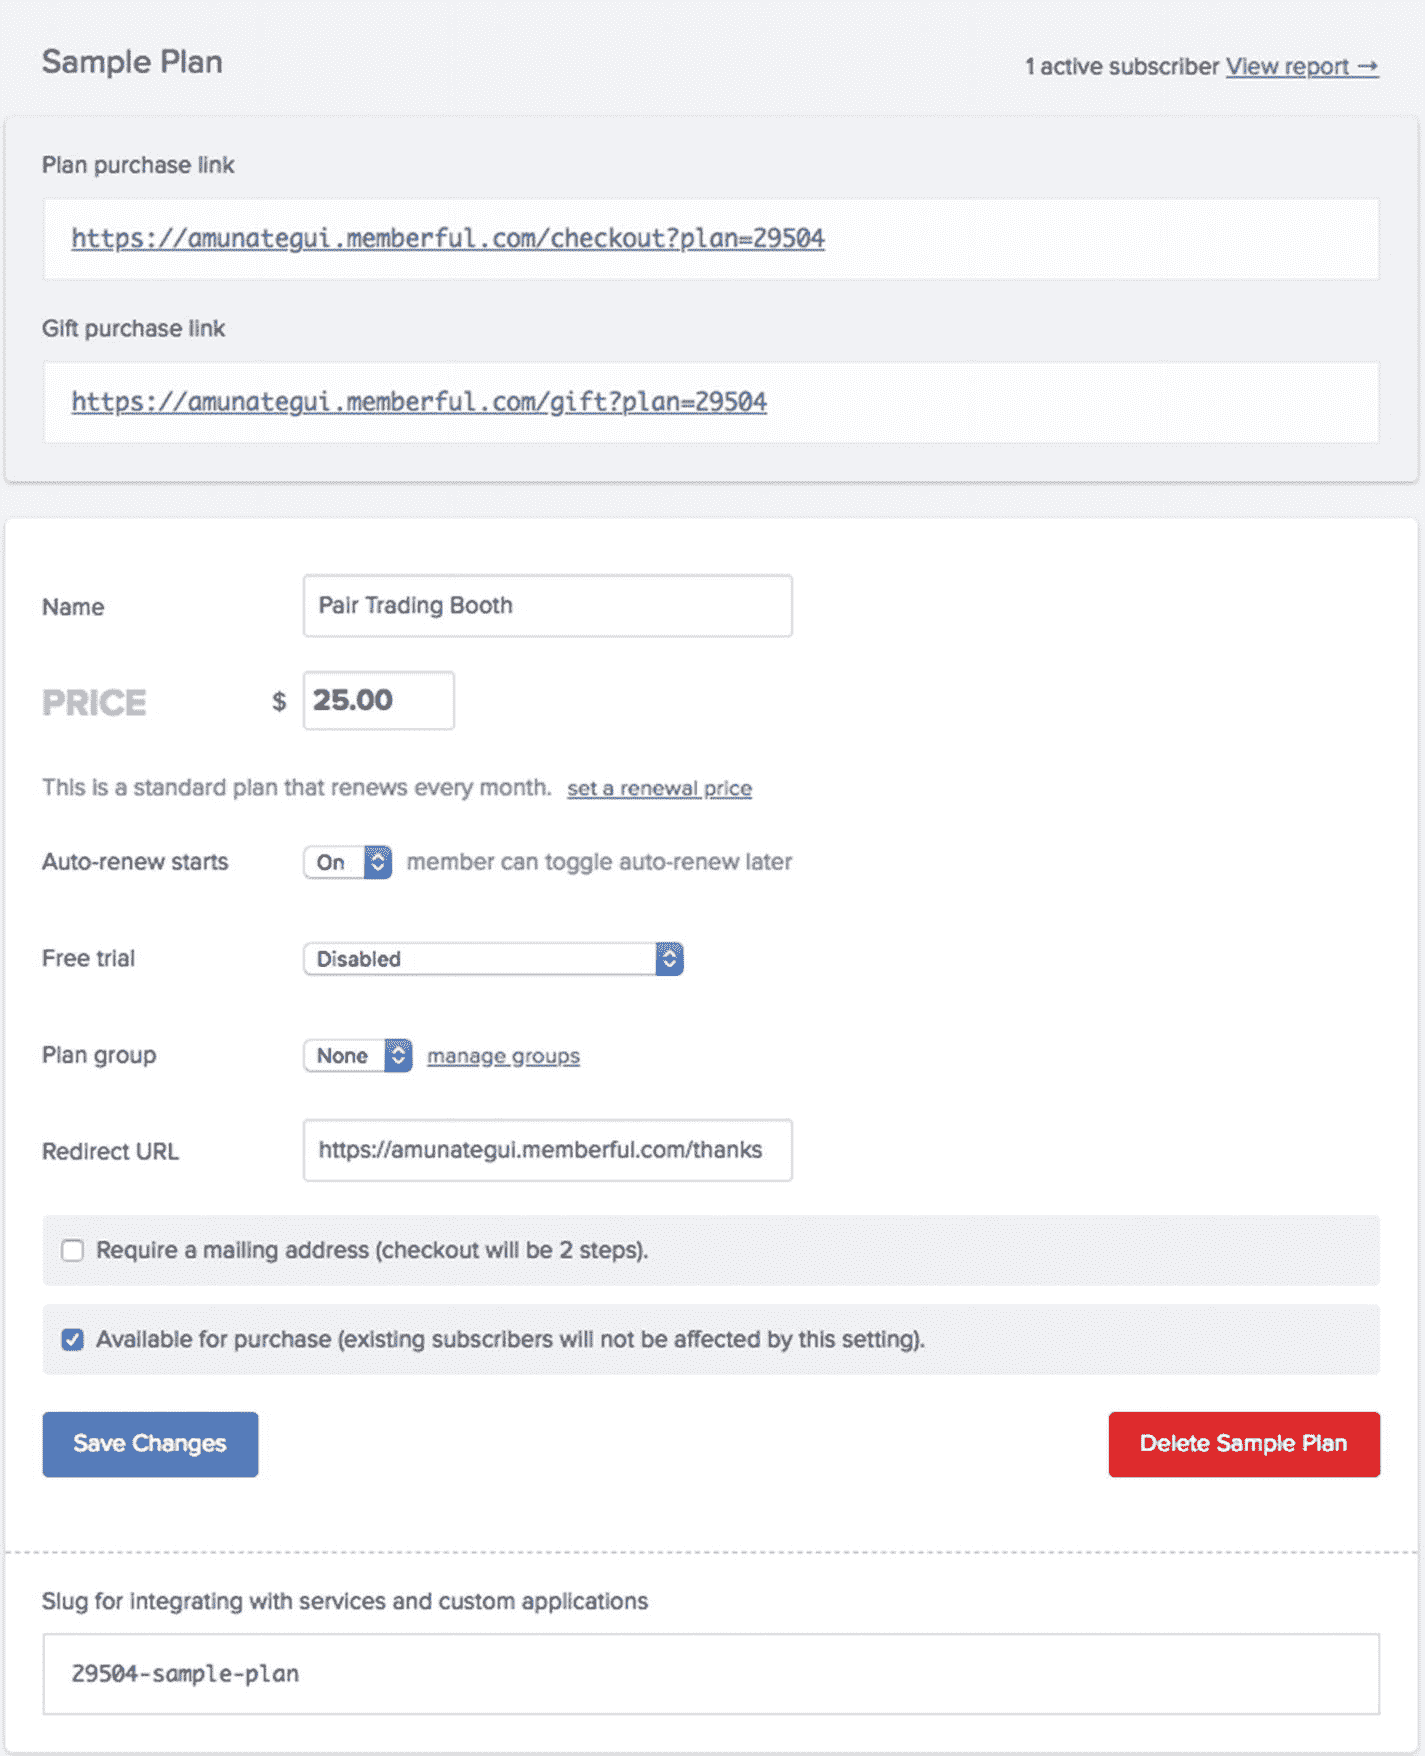 Sample Plan
1 active subscriber View report →
Plan purchase link
https://amunategui.memberful.com/checkout?plan=29504
Gift purchase link
https://amunategui.memberful.com/gift?plan=29504
Name Pair Trading Booth
PRICE $ 25.00
This is a standard plan that renews every month. set a renewal price
Auto-renew starts On member can toggle auto-renew later
Free trial Disabled
Plan group None manage groups
Redirect URL https://amunategui.memberful.com/thanks
Require a mailing address (checkout will be 2 steps).
Available for purchase (existing subscribers will not be affected by this setting).
Save Changes Delete Sample Plan
Slug for integrating with services and custom applications
29504-sample-plan